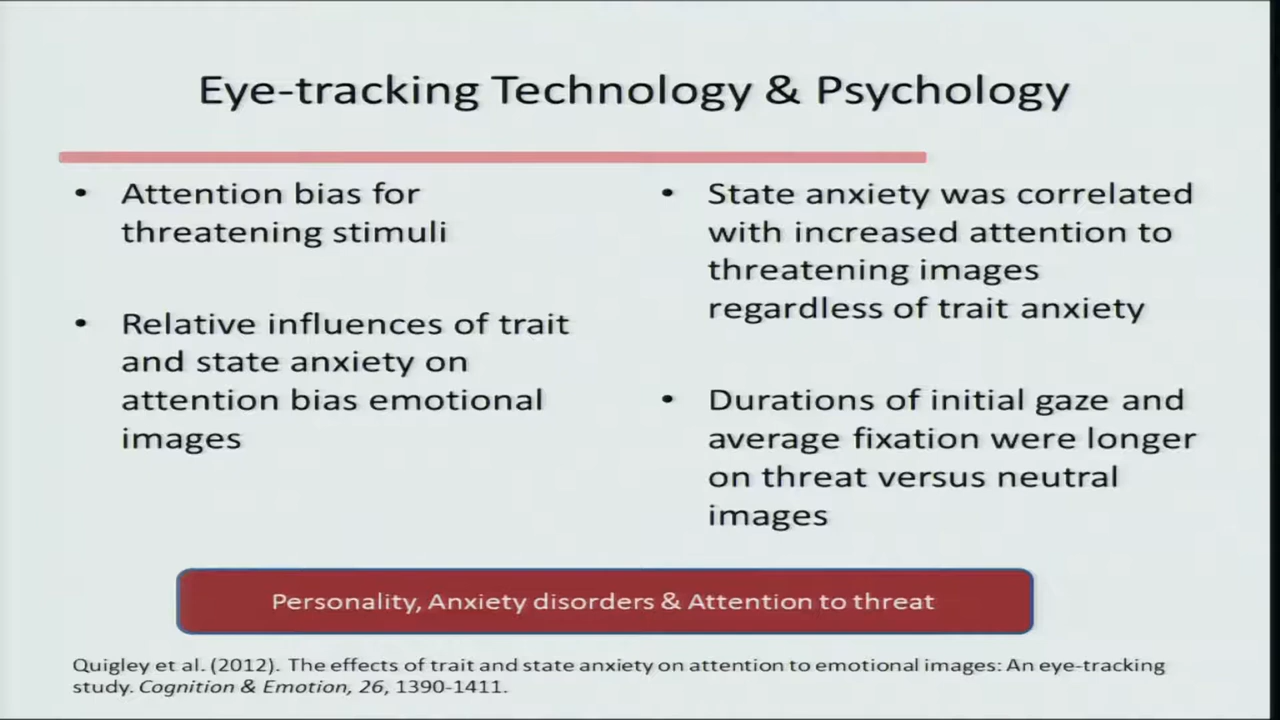 Eye-tracking Technology & Psychology
• Attention bias for
threatening stimuli
• Relative influences of trait
and state anxiety on
attention bias emotional
images
• State anxiety was correlated
with increased attention to
threatening images
regardless of trait anxiety
• Durations of initial gaze and
average fixation were longer
on threat versus neutral
images
Personality, Anxiety disorders & Attention to threat
Quigley et al. (2012). The effects of trait and state anxiety on attention to emotional images: An eye-tracking
study. Cognition & Emotion, 26, 1390-1411.